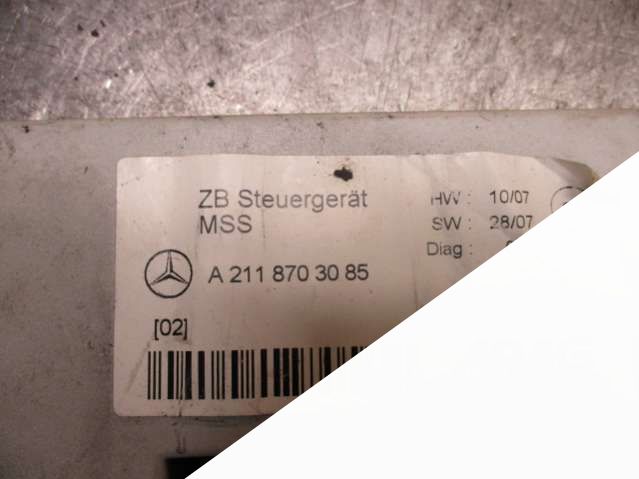 ZB Steuergerät
MSS
HW : 10/07
SW : 28/07
Diag :
A 211 870 30 85
[02]